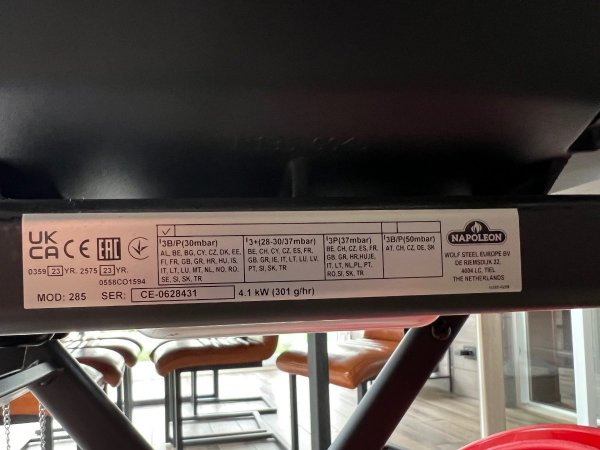 UK
CA CE EAC
0359 23 YR. 2575 23 YR.
0558CO1594
MOD: 285 SER: CE-0628431 4.1 kW (301 g/hr)
I3B/P(30mbar)
AL, BE, BG, CY, CZ, DK, EE,
FI, FR, GB, GR, HR, HU, IS,
IT, LT, LU, MT, NL, NO, RO,
SE, SI, SK, TR
I3+(28-30/37mbar)
BE, CH, CY, CZ, ES, FR,
GB, GR, IE, IT, LT, LU, LV,
PT, SI, SK, TR
I3P(37mbar)
BE, CH, CZ, ES, FR,
GB, GR, HR,HU,IE,
IT, LT, NL,PL, PT,
RO,SI, SK, TR
I3B/P(50mbar)
AT, CH, CZ, DE, SK
NAPOLEON
WOLF STEEL EUROPE BV
DE RIEMSDIJK 22,
4004 LC, TIEL
THE NETHERLANDS